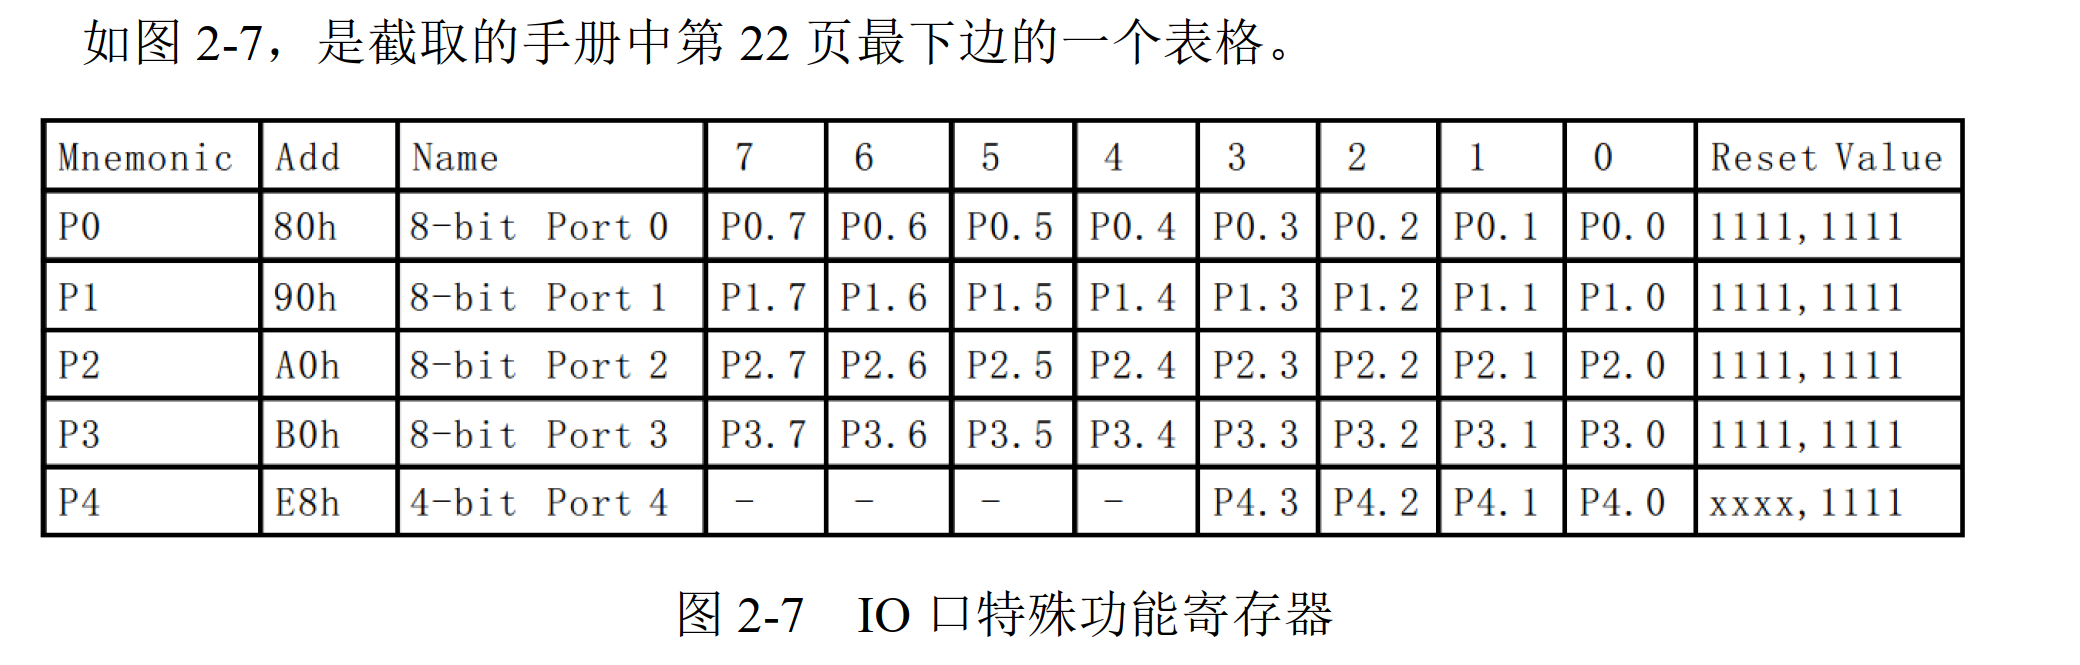 如图 2-7，是截取的手册中第 22 页最下边的一个表格。
Mnemonic Add Name 7 6 5 4 3 2 1 0 Reset Value
P0 80h 8-bit Port 0 P0.7 P0.6 P0.5 P0.4 P0.3 P0.2 P0.1 P0.0 1111,1111
P1 90h 8-bit Port 1 P1.7 P1.6 P1.5 P1.4 P1.3 P1.2 P1.1 P1.0 1111,1111
P2 A0h 8-bit Port 2 P2.7 P2.6 P2.5 P2.4 P2.3 P2.2 P2.1 P2.0 1111,1111
P3 B0h 8-bit Port 3 P3.7 P3.6 P3.5 P3.4 P3.3 P3.2 P3.1 P3.0 1111,1111
P4 E8h 4-bit Port 4 - - - - P4.3 P4.2 P4.1 P4.0 xxxx,1111
图 2-7 IO 口特殊功能寄存器